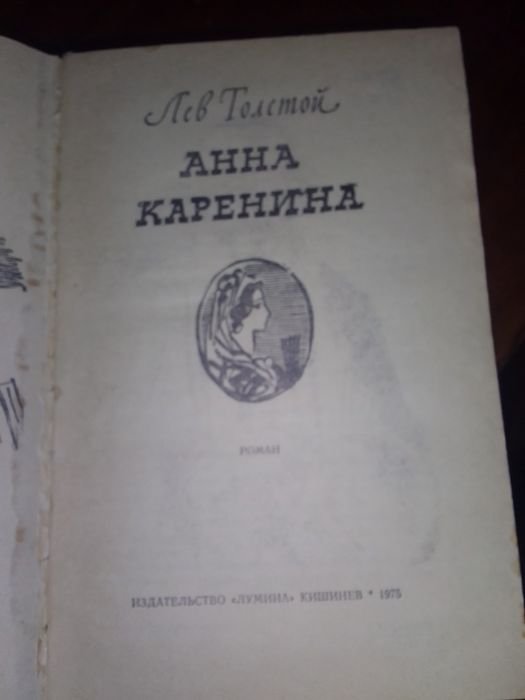 Лев Толстой
АННА
КАРЕНИНА
РОМАН
ИЗДАТЕЛЬСТВО «ЛУМИНА» КИШИНЕВ * 1975